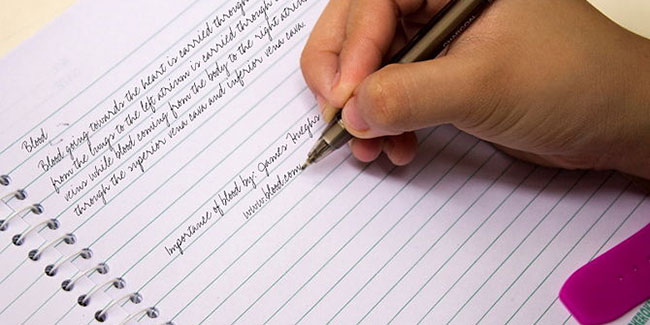 Blood
Blood going towards the heart is carried through
from the lungs to the left atrium is carried through
veins while blood coming from the body to the right atrium
through the superior vena cava and inferior vena cava.
Importance of blood by: James Hueghs
www.blood.com